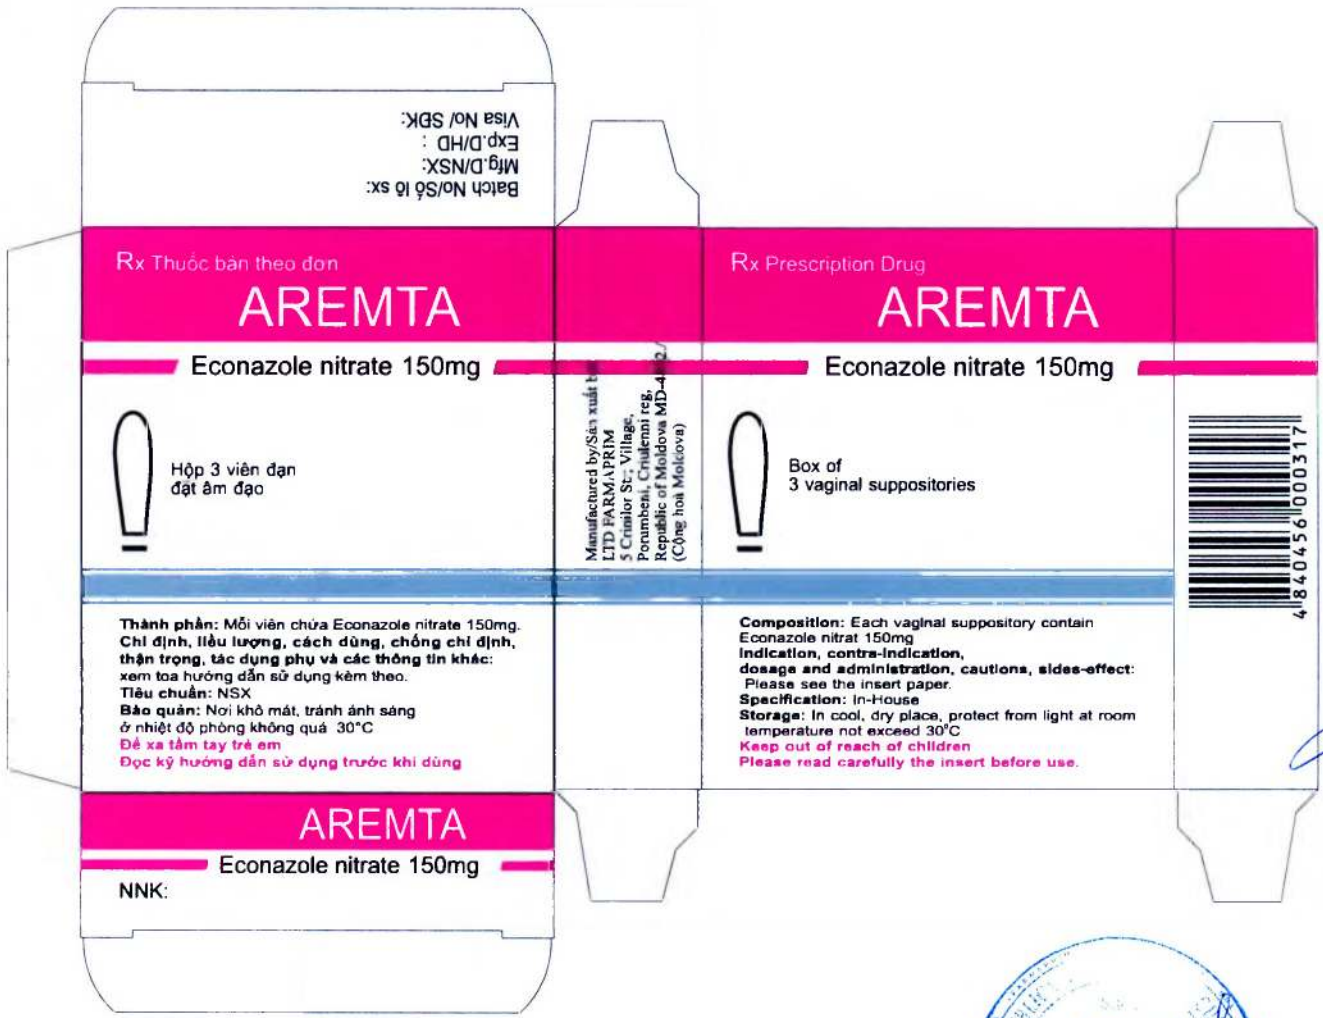 Visa No/ SĐK:
Exp.D/HD :
Mfg.D/NSX:
Batch No/Số lô sx:
Rx Thuốc bán theo đơn
AREMTA
Econazole nitrate 150mg
Hộp 3 viên đạn
đặt âm đạo
Thành phần: Mỗi viên chứa Econazole nitrate 150mg.
Chỉ định, liều lượng, cách dùng, chống chỉ định,
thận trọng, tác dụng phụ và các thông tin khác:
xem toa hướng dẫn sử dụng kèm theo.
Tiêu chuẩn: NSX
Bảo quản: Nơi khô mát, tránh ánh sáng
ở nhiệt độ phòng không quá 30°C
Để xa tầm tay trẻ em
Đọc kỹ hướng dẫn sử dụng trước khi dùng
AREMTA
Econazole nitrate 150mg
NNK:
Manufactured by/Sản xuất bởi
LTD FARMAPRIM
5 Crinilor Str; Village,
Porumbeni, Criulenni reg,
Republic of Moldova
(Cộng hoà Moldova)
Rx Prescription Drug
AREMTA
Econazole nitrate 150mg
Box of
3 vaginal suppositories
Composition: Each vaginal suppository contain
Econazole nitrat 150mg
Indication, contra-indication,
dosage and administration, cautions, sides-effect:
Please see the insert paper.
Specification: In-House
Storage: In cool, dry place, protect from light at room
temperature not exceed 30°C
Keep out of reach of children
Please read carefully the insert before use.
4 840456 000317